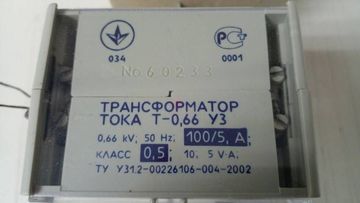 034
0001
No 60233
ТРАНСФОРМАТОР
ТОКА Т-0,66 У3
0,66 kV; 50 Hz; 100/5, А;
КЛАСС 0,5; 10; 5 V·A;
ТУ У31.2-00226106-004-2002